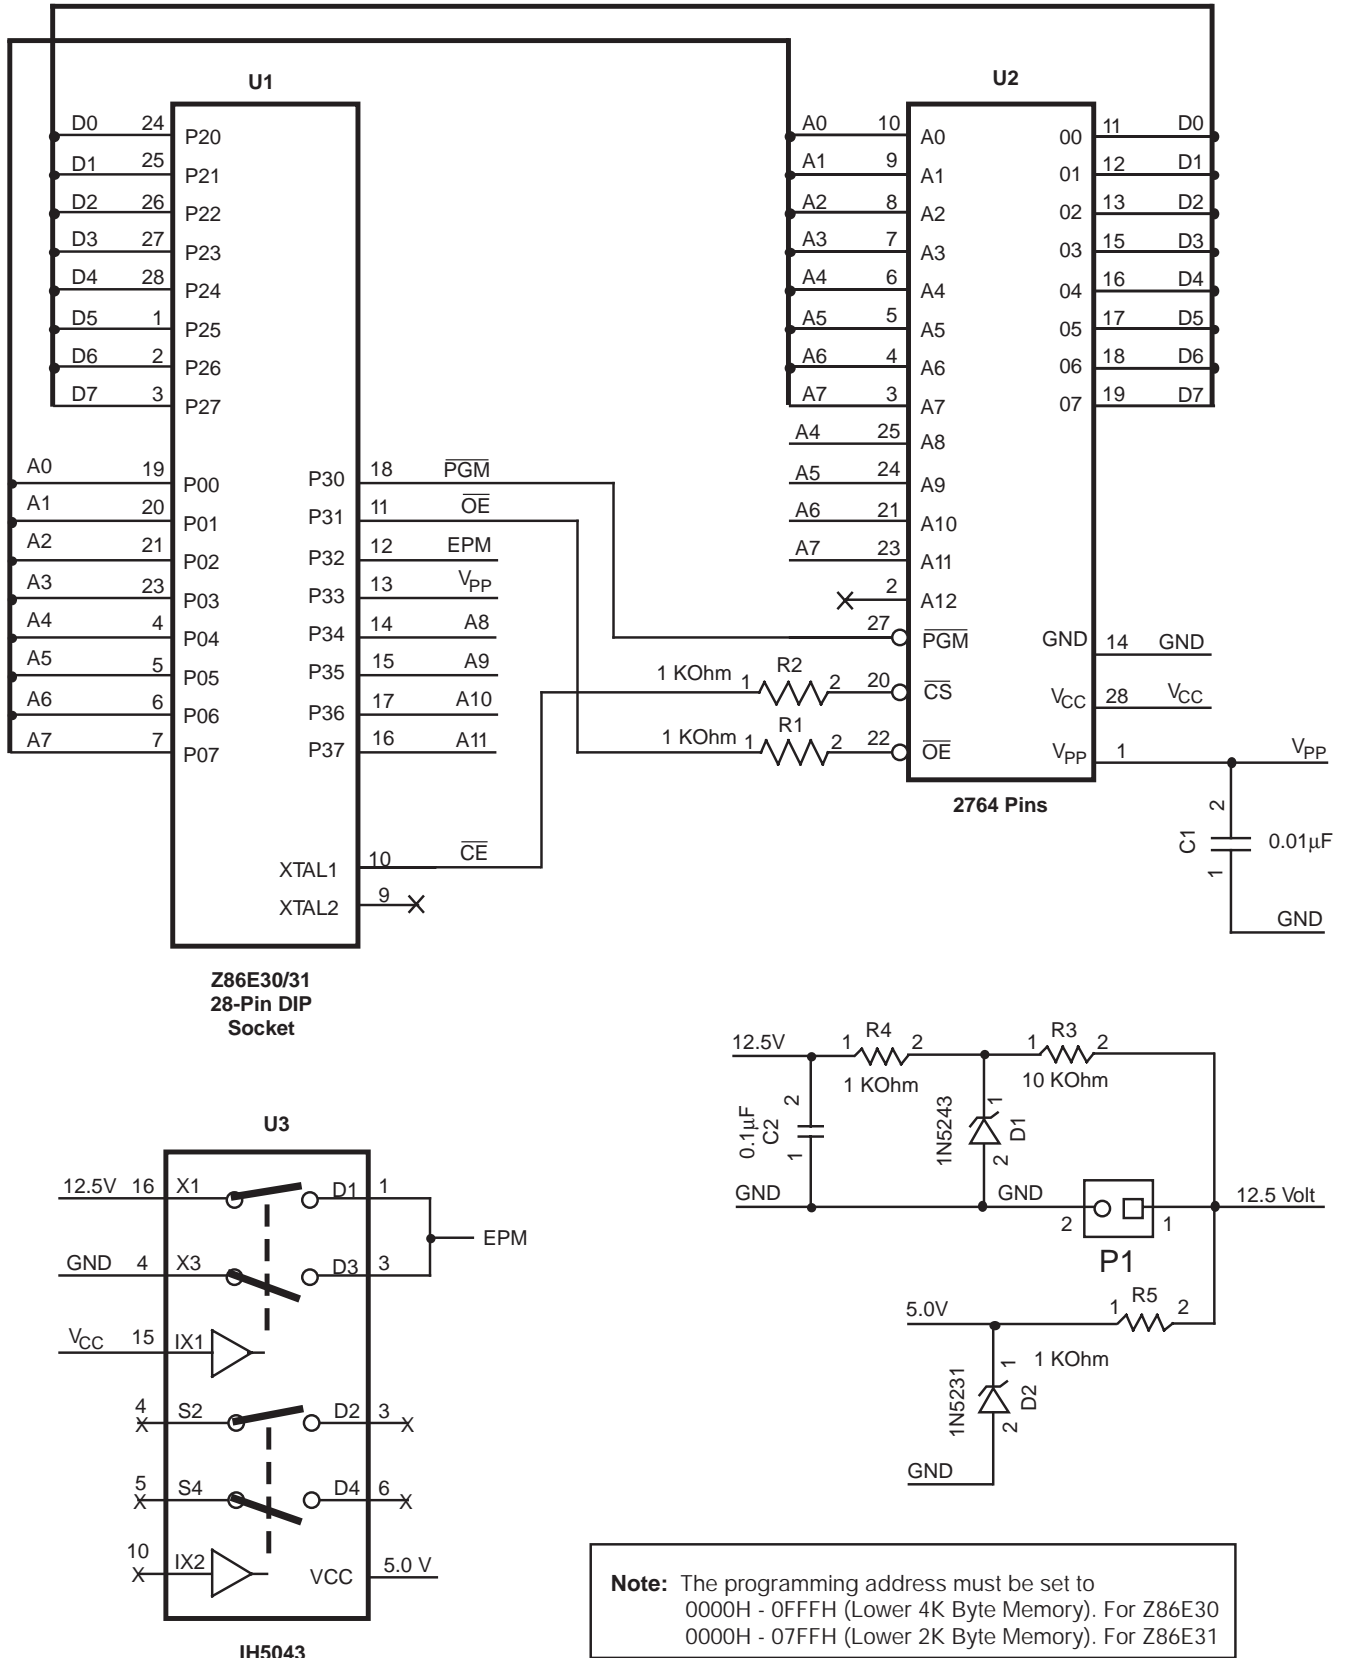 U1
U2
D0 24 P20
D1 25 P21
D2 26 P22
D3 27 P23
D4 28 P24
D5 1 P25
D6 2 P26
D7 3 P27
A0 19 P00
A1 20 P01
A2 21 P02
A3 23 P03
A4 4 P04
A5 5 P05
A6 6 P06
A7 7 P07
P30 18 PGM
P31 11 OE
P32 12 EPM
P33 13 VPP
P34 14 A8
P35 15 A9
P36 17 A10
P37 16 A11
XTAL1 10 CE
XTAL2 9
Z86E30/31
28-Pin DIP
Socket
A0 10 A0
A1 9 A1
A2 8 A2
A3 7 A3
A4 6 A4
A5 5 A5
A6 4 A6
A7 3 A7
A4 25 A8
A5 24 A9
A6 21 A10
A7 23 A11
2 A12
27 PGM
1 KOhm 1 R2 2 20 CS
1 KOhm 1 R1 2 22 OE
00 11 D0
01 12 D1
02 13 D2
03 15 D3
04 16 D4
05 17 D5
06 18 D6
07 19 D7
GND 14 GND
VCC 28 VCC
VPP 1 VPP
2764 Pins
2
C1 0.01µF
1
GND
12.5V 1 R4 2 1 R3 2
1 KOhm 10 KOhm
0.1µF
C2
2
1
1N5243
1
D1
2
GND GND 2 1 12.5 Volt
P1
5.0V 1 R5 2
1 KOhm
1N5231
1
D2
2
GND
U3
12.5V 16 X1 D1 1
EPM
GND 4 X3 D3 3
VCC 15 IX1
4 S2 D2 3
5 S4 D4 6
10 IX2 VCC 5.0 V
IH5043
Note: The programming address must be set to
0000H - 0FFFH (Lower 4K Byte Memory). For Z86E30
0000H - 07FFH (Lower 2K Byte Memory). For Z86E31